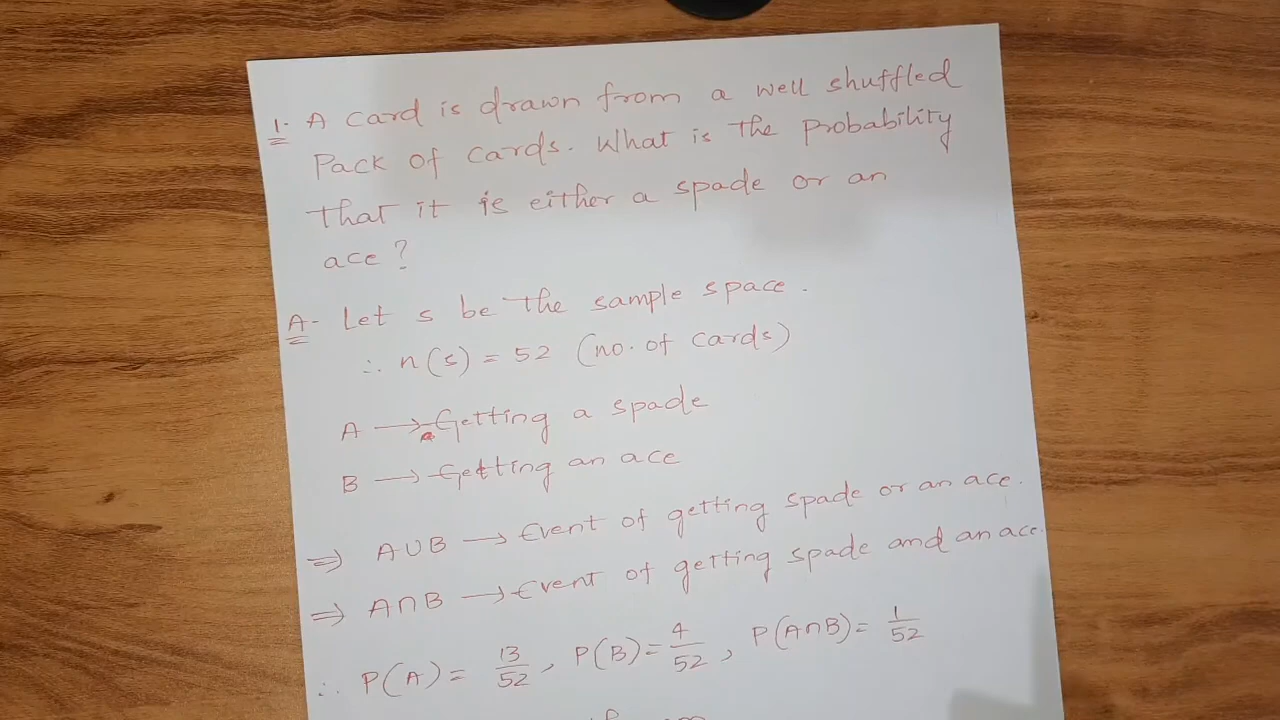 1. A card is drawn from a well shuffled
Pack of cards. What is the probability
that it is either a spade or an
ace?
A- Let s be the sample space.
∴ n(s) = 52 (no. of cards)
A → Getting a spade
B → Getting an ace
⇒ A∪B → Event of getting spade or an ace.
⇒ A∩B → Event of getting spade and an ace.
∴ P(A) = 13/52, P(B) = 4/52, P(A∩B) = 1/52